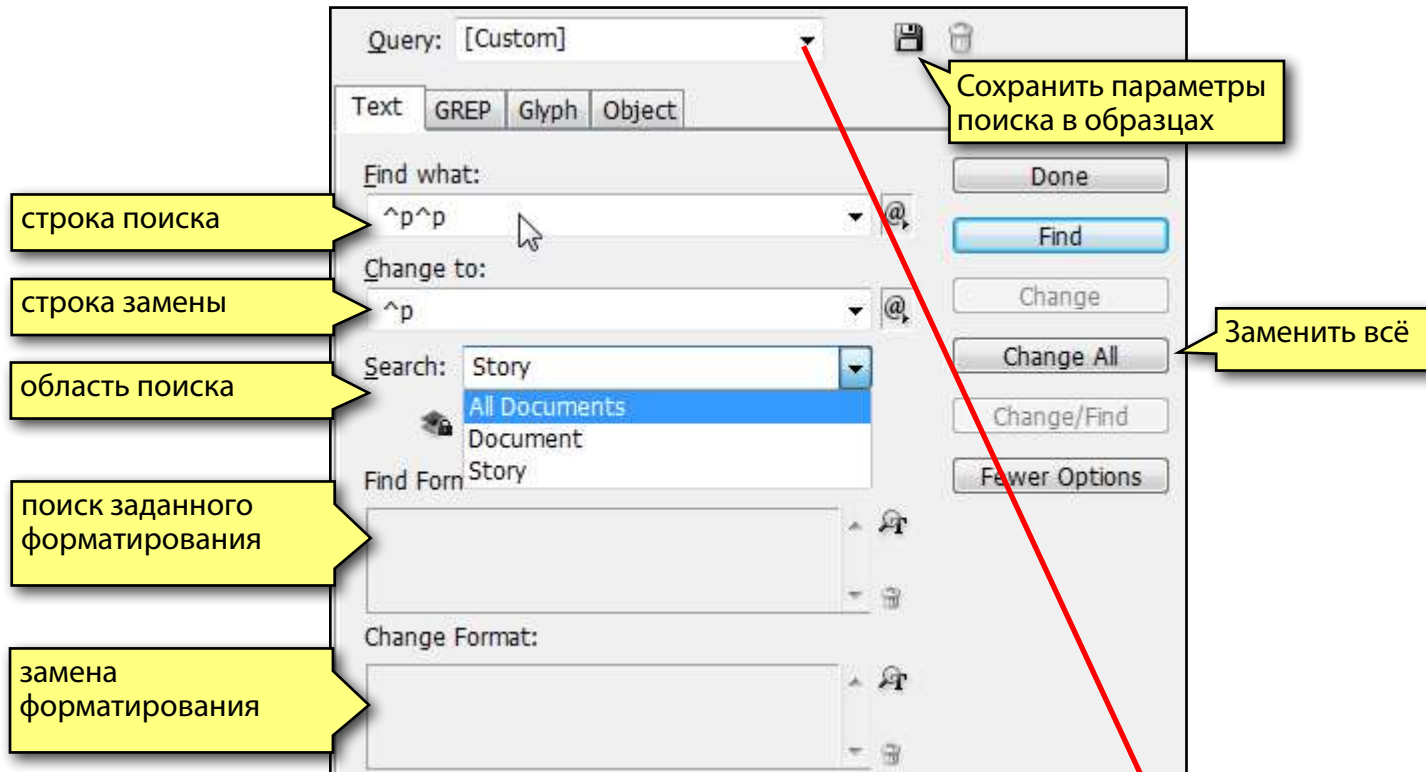 Query: [Custom]
Сохранить параметры
поиска в образцах
Text GREP Glyph Object
Find what:
Done
строка поиска
^p^p
@
Find
Change to:
строка замены
^p
@
Change
Заменить всё
Search: Story
Change All
область поиска
All Documents
Document
Change/Find
Story
Find Form
Fewer Options
поиск заданного
форматирования
Change Format:
замена
форматирования